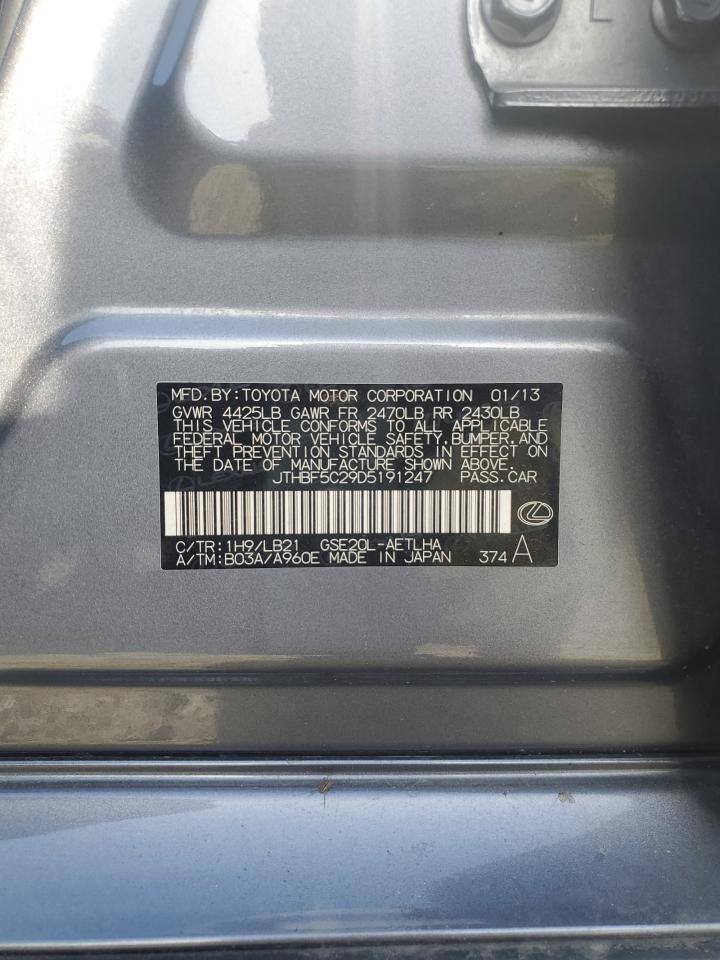 L
MFD.BY:TOYOTA MOTOR CORPORATION 01/13
GVWR 4425LB GAWR FR 2470LB RR 2430LB
THIS VEHICLE CONFORMS TO ALL APPLICABLE
FEDERAL MOTOR VEHICLE SAFETY,BUMPER,AND
THEFT PREVENTION STANDARDS IN EFFECT ON
THE DATE OF MANUFACTURE SHOWN ABOVE.
JTHBF5C29D5191247 PASS.CAR
C/TR:1H9/LB21 GSE20L-AETLHA
A/TM:B03A/A960E MADE IN JAPAN 374 A